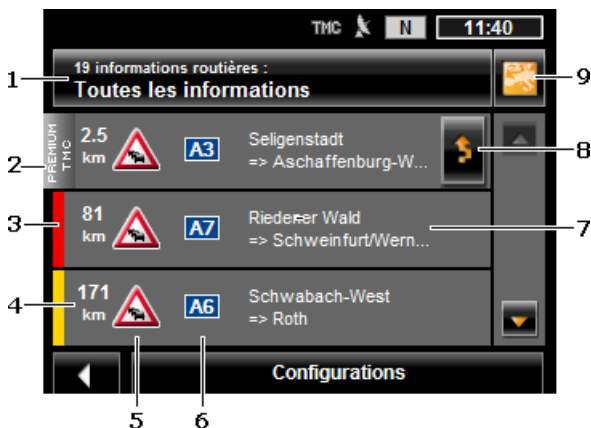 TMC N 11:40
19 informations routières :
Toutes les informations
1
9
PREMIUM
TMC
2.5
km
A3
Seligenstadt
=> Aschaffenburg-W...
2
8
81
km
A7
Riedener Wald
=> Schweinfurt/Wern...
3
7
171
km
A6
Schwabach-West
=> Roth
4
Configurations
5 6